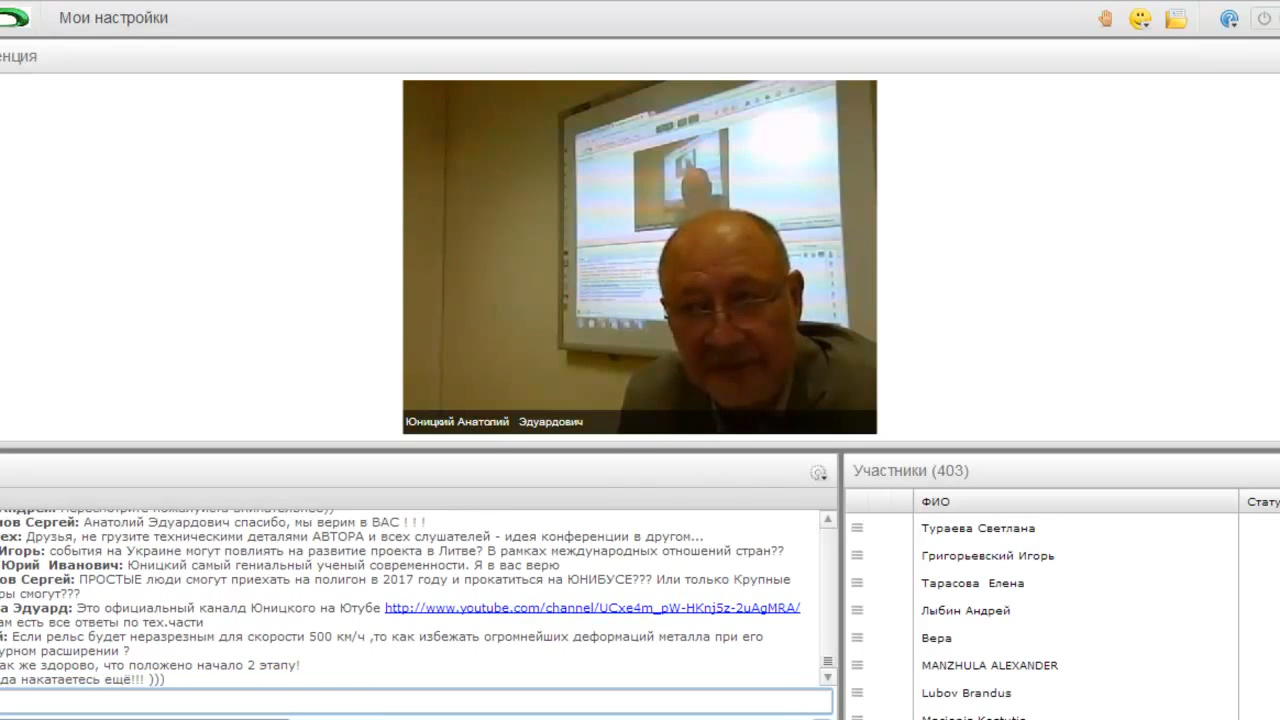 Мои настройки
енция
Юницкий Анатолий Эдуардович
Участники (403)
ФИО
Стату
нов Сергей: Анатолий Эдуардович спасибо, мы верим в ВАС ! ! !
ех: Друзья, не грузите техническими деталями АВТОРА и всех слушателей - идея конференции в другом...
Игорь: события на Украине могут повлиять на развитие проекта в Литве? В рамках международных отношений стран??
Юрий Иванович: Юницкий самый гениальный ученый современности. Я в вас верю
ов Сергей: ПРОСТЫЕ люди смогут приехать на полигон в 2017 году и прокатиться на ЮНИБУСЕ??? Или только Крупные
ры смогут???
а Эдуард: Это официальный каналд Юницкого на Ютубе http://www.youtube.com/channel/UCxe4m_pW-HKnj5z-2uAgMRA/
ам есть все ответы по тех.части
й: Если рельс будет неразрезным для скорости 500 км/ч ,то как избежать огромнейших деформаций металла при его
урном расширении ?
ак же здорово, что положено начало 2 этапу!
да накатаетесь ещё!!! )))
Тураева Светлана
Григорьевский Игорь
Тарасова Елена
Лыбин Андрей
Вера
MANZHULA ALEXANDER
Lubov Brandus